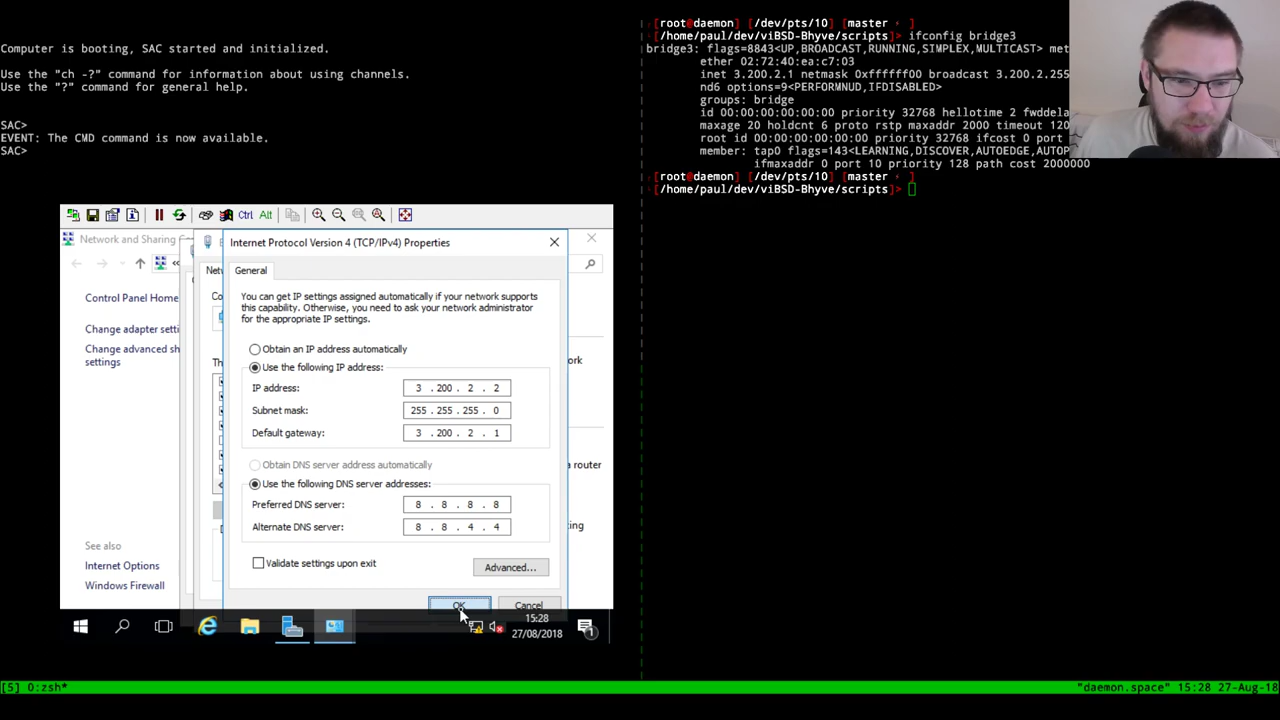 Computer is booting, SAC started and initialized.
Use the "ch -?" command for information about using channels.
Use the "?" command for general help.
SAC>
EVENT: The CMD command is now available.
SAC>
[root@daemon] [/dev/pts/10] [master ⚡ ]
[/home/paul/dev/viBSD-Bhyve/scripts]> ifconfig bridge3
bridge3: flags=8843<UP,BROADCAST,RUNNING,SIMPLEX,MULTICAST> met
ether 02:72:40:ea:c7:03
inet 3.200.2.1 netmask 0xffffff00 broadcast 3.200.2.255
nd6 options=9<PERFORMNUD,IFDISABLED>
groups: bridge
id 00:00:00:00:00:00 priority 32768 hellotime 2 fwddela
maxage 20 holdcnt 6 proto rstp maxaddr 2000 timeout 120
root id 00:00:00:00:00:00 priority 32768 ifcost 0 port
member: tap0 flags=143<LEARNING,DISCOVER,AUTOEDGE,AUTOP
ifmaxaddr 0 port 10 priority 128 path cost 2000000
[root@daemon] [/dev/pts/10] [master ⚡ ]
[/home/paul/dev/viBSD-Bhyve/scripts]>
Ctrl Alt
Network and Sharing
Control Panel Home
Change adapter setti
Change advanced sh
settings
See also
Internet Options
Windows Firewall
Internet Protocol Version 4 (TCP/IPv4) Properties
General
You can get IP settings assigned automatically if your network supports
this capability. Otherwise, you need to ask your network administrator
for the appropriate IP settings.
Obtain an IP address automatically
Use the following IP address:
IP address: 3 . 200 . 2 . 2
Subnet mask: 255 . 255 . 255 . 0
Default gateway: 3 . 200 . 2 . 1
Obtain DNS server address automatically
Use the following DNS server addresses:
Preferred DNS server: 8 . 8 . 8 . 8
Alternate DNS server: 8 . 8 . 4 . 4
Validate settings upon exit
Advanced...
OK Cancel
a router
15:28
27/08/2018
1
[5] 0:zsh* "daemon.space" 15:28 27-Aug-18